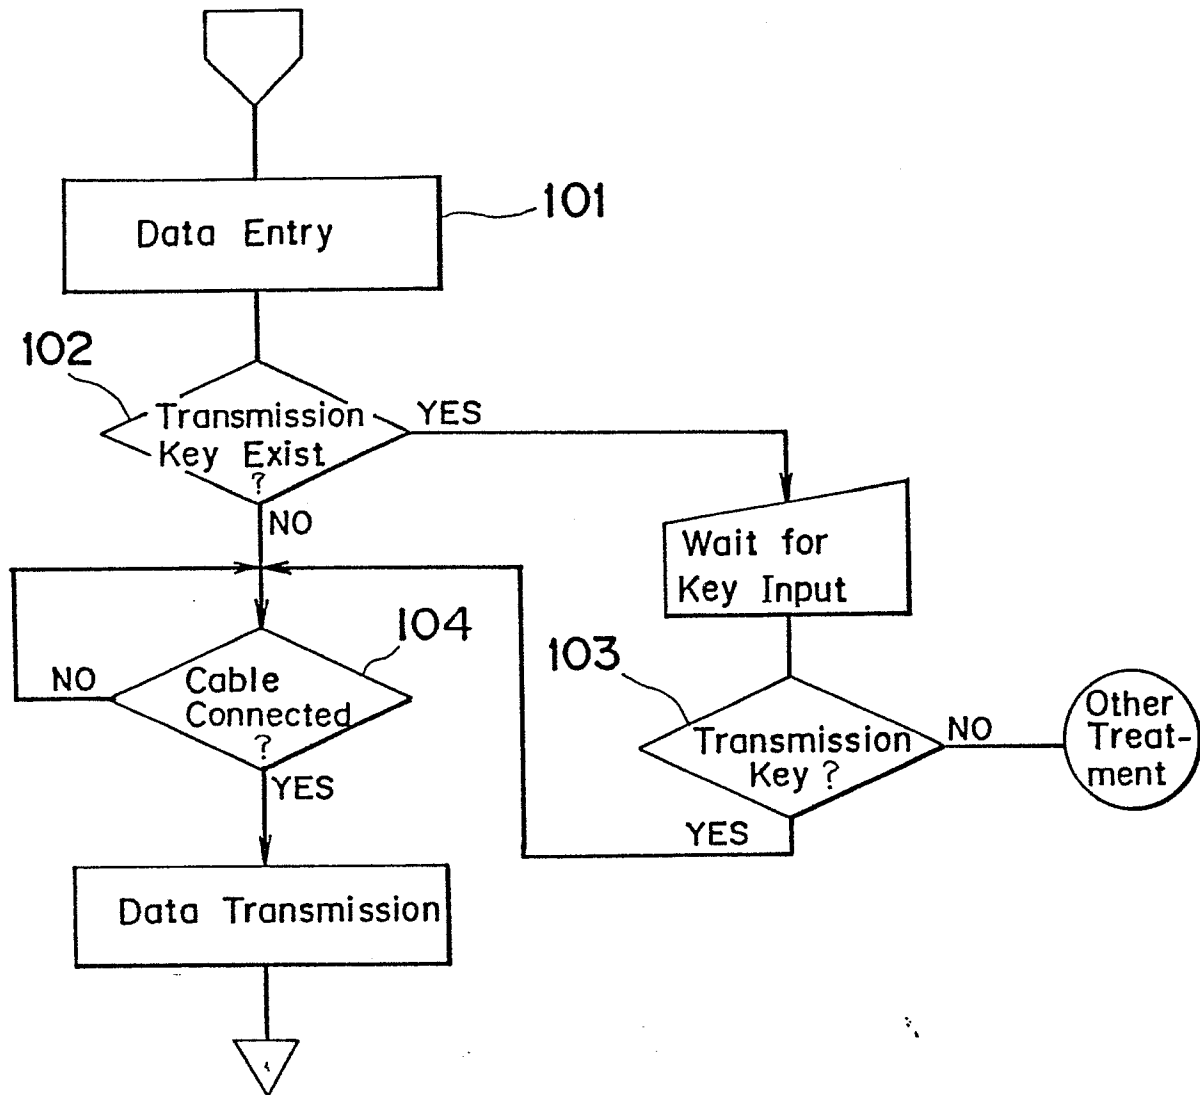 Data Entry
101
102
Transmission
Key Exist
?
YES
NO
Wait for
Key Input
104
NO
Cable
Connected
?
YES
103
Transmission
Key ?
NO
Other
Treat-
ment
YES
Data Transmission